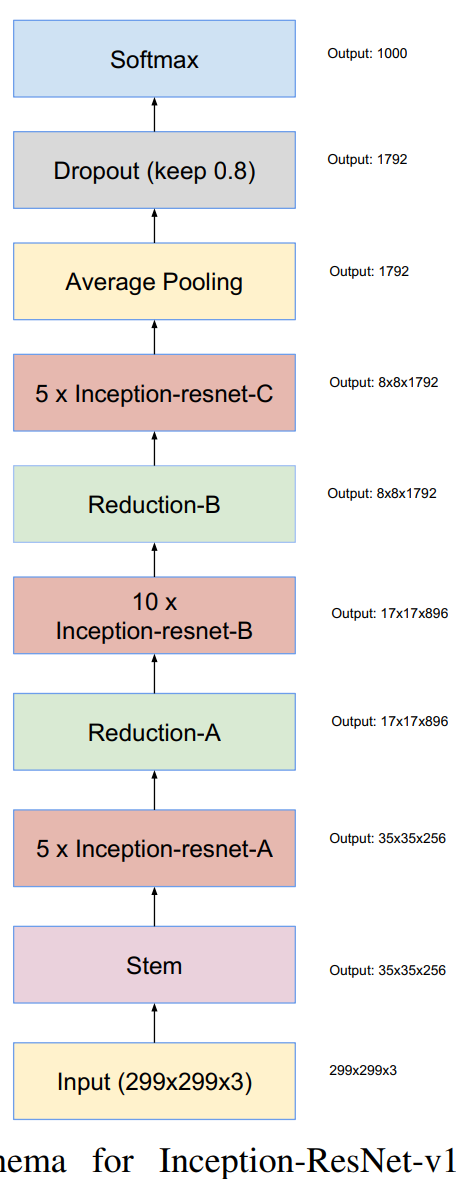 Softmax
Output: 1000
Dropout (keep 0.8)
Output: 1792
Average Pooling
Output: 1792
5 x Inception-resnet-C
Output: 8x8x1792
Reduction-B
Output: 8x8x1792
10 x
Inception-resnet-B
Output: 17x17x896
Reduction-A
Output: 17x17x896
5 x Inception-resnet-A
Output: 35x35x256
Stem
Output: 35x35x256
Input (299x299x3)
299x299x3
for Inception-ResNet-v1